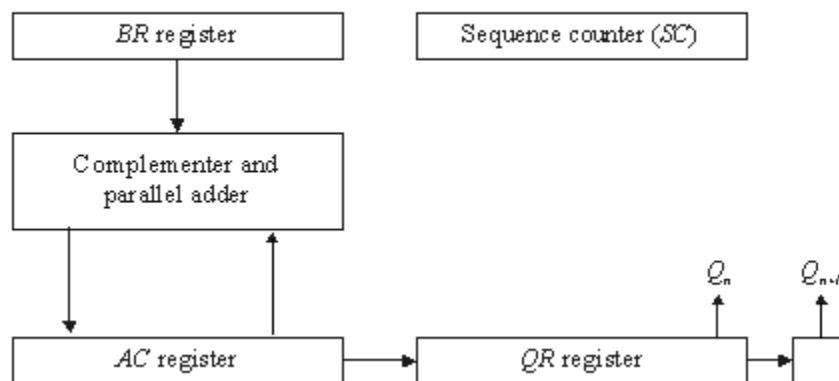 BR register
Sequence counter (SC)
Complementer and
parallel adder
Qn
AC register
QR register